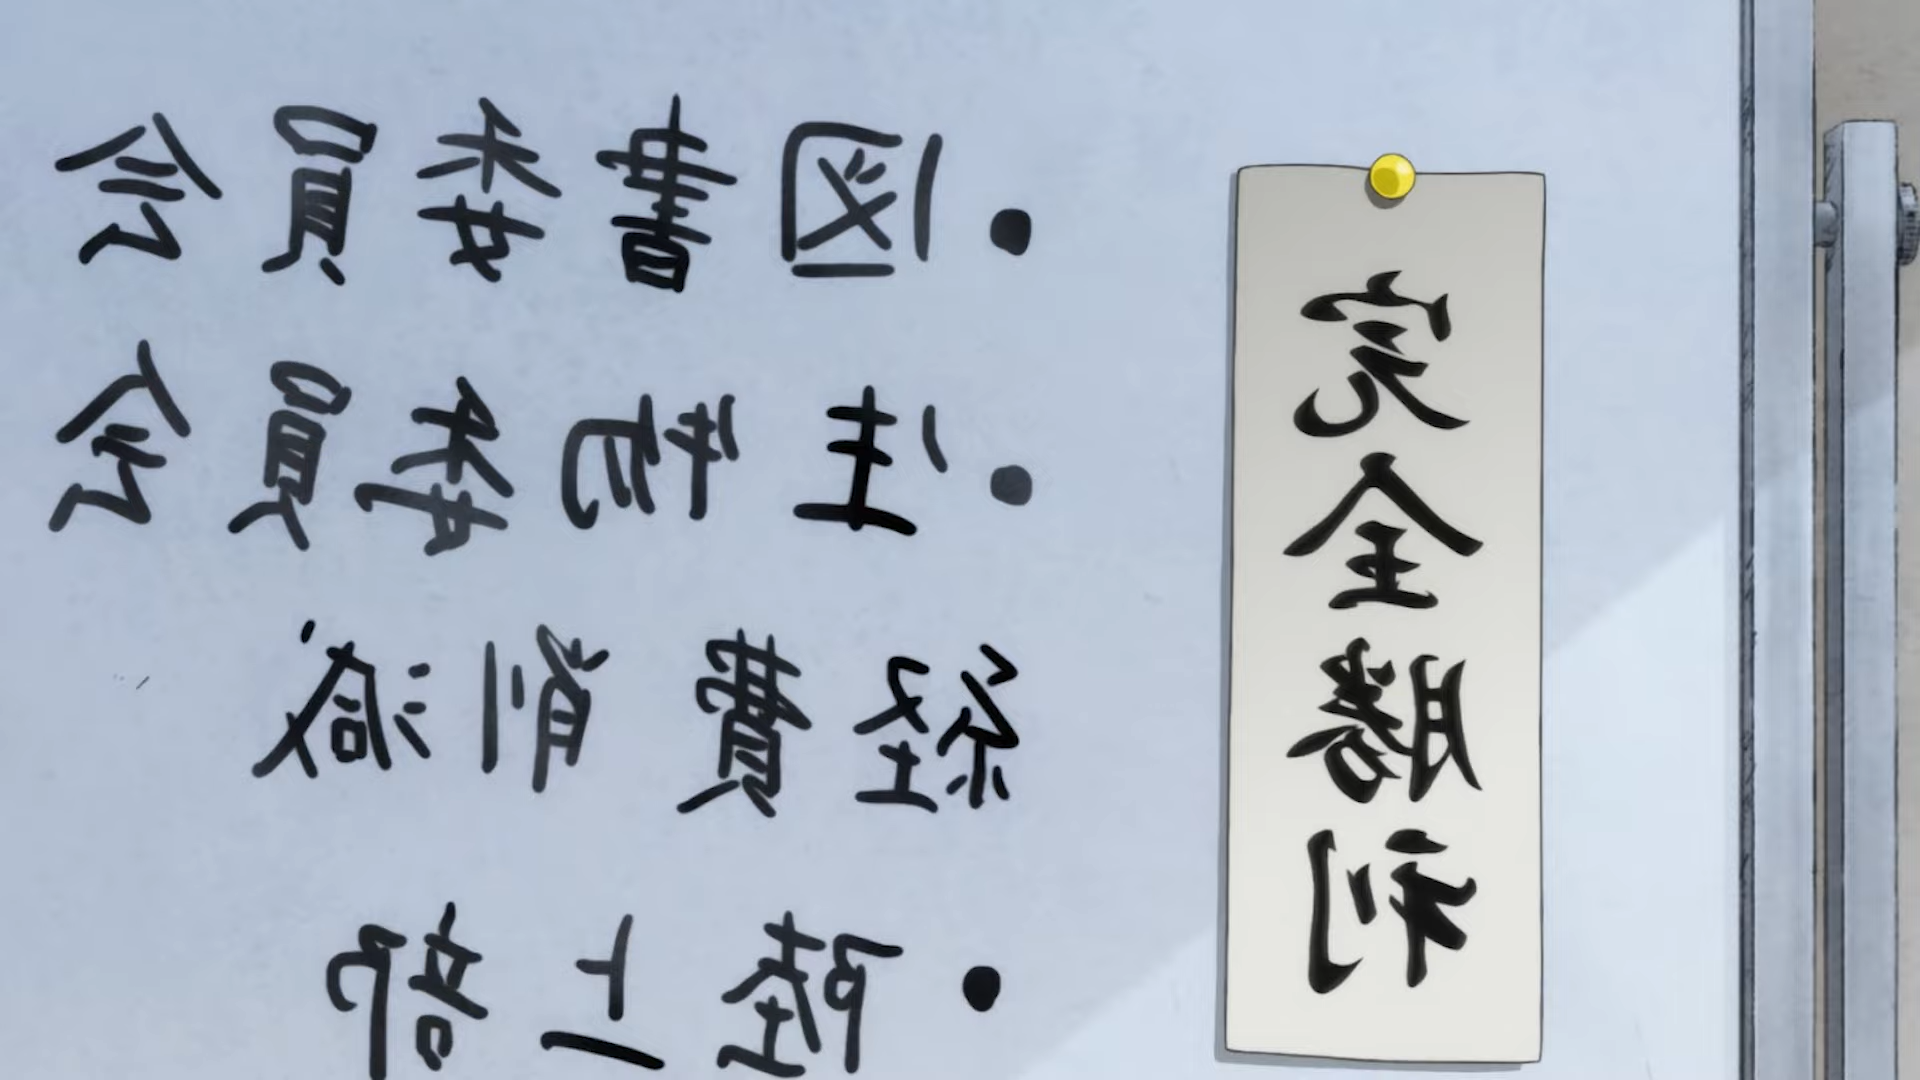 ・図書委員会
・生物委員会
経費削減
・陸上部
完全勝利